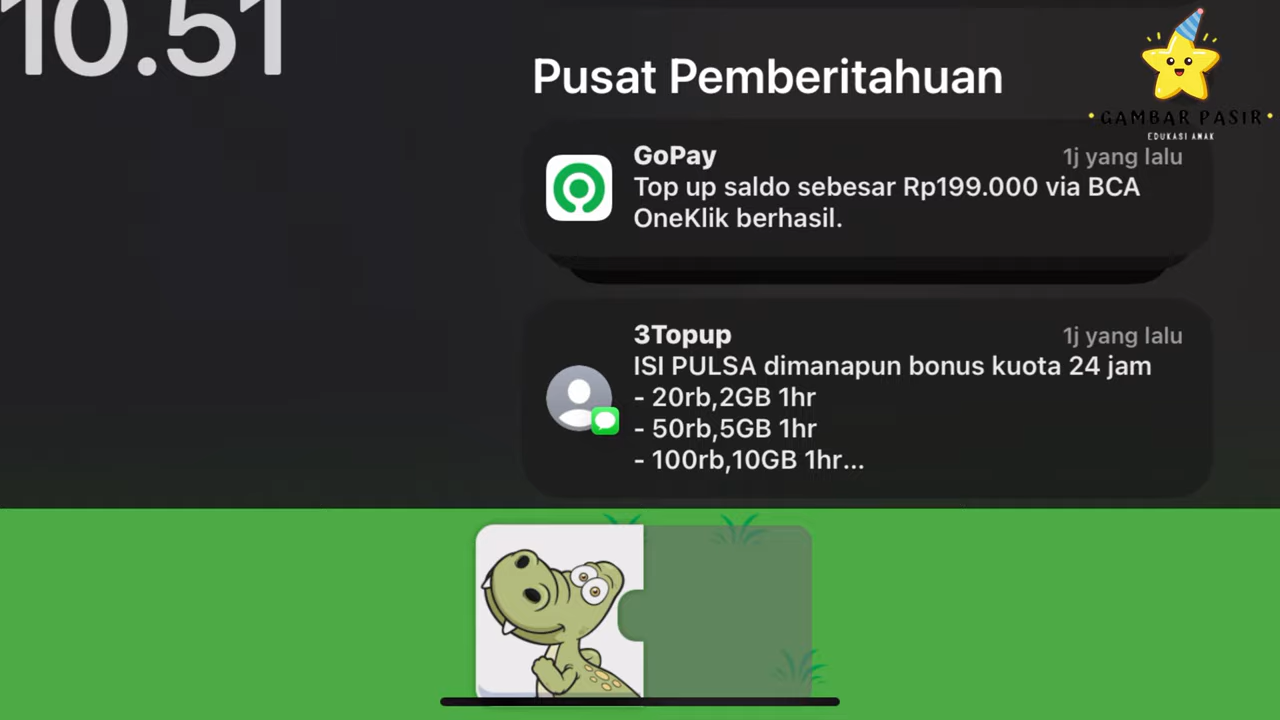 10.51
Pusat Pemberitahuan
GAMBAR PASIR
EDUKASI ANAK
GoPay
1j yang lalu
Top up saldo sebesar Rp199.000 via BCA
OneKlik berhasil.
3Topup
1j yang lalu
ISI PULSA dimanapun bonus kuota 24 jam
- 20rb,2GB 1hr
- 50rb,5GB 1hr
- 100rb,10GB 1hr...